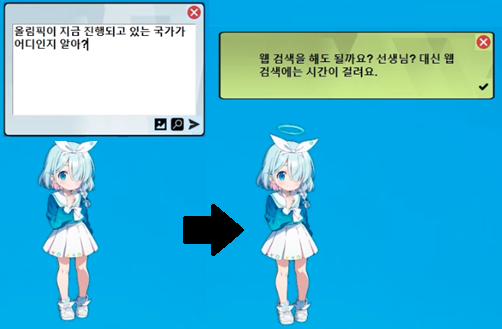 올림픽이 지금 진행되고 있는 국가가
어디인지 알아?
웹 검색을 해도 될까요? 선생님? 대신 웹
검색에는 시간이 걸려요.